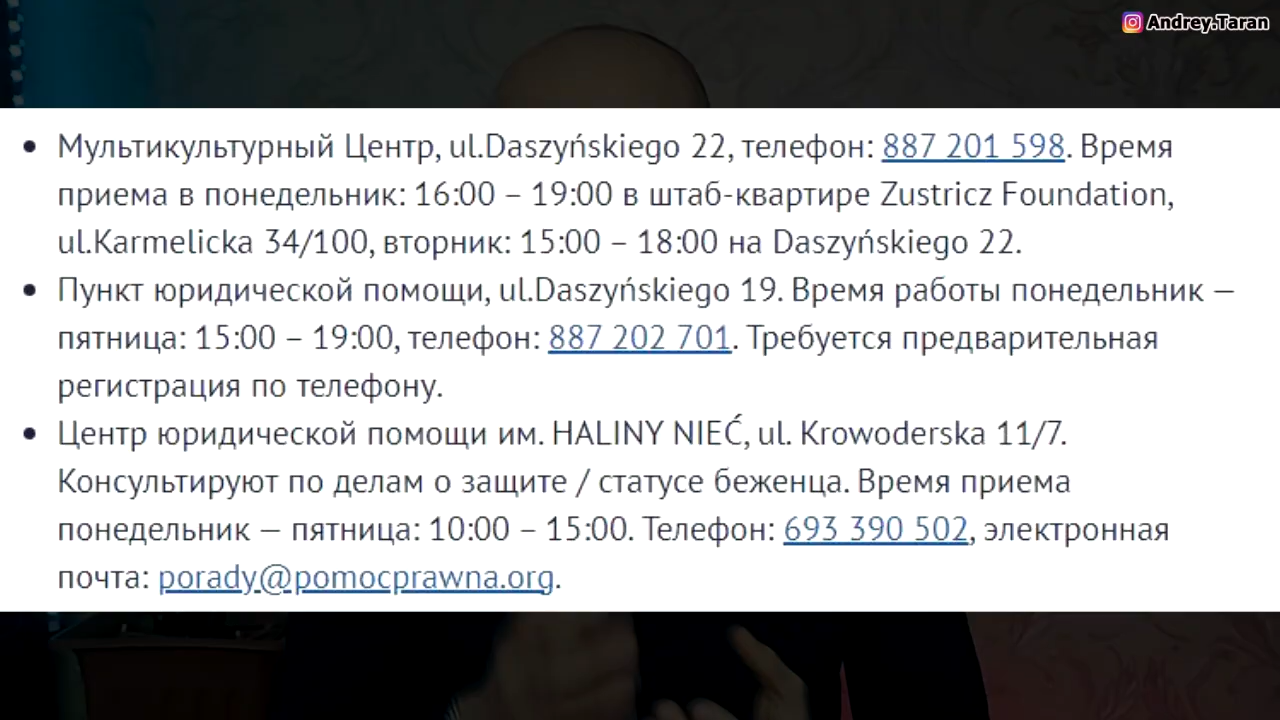 Andrey.Taran
• Мультикультурный Центр, ul.Daszyńskiego 22, телефон: 887 201 598. Время
приема в понедельник: 16:00 – 19:00 в штаб-квартире Zustricz Foundation,
ul.Karmelicka 34/100, вторник: 15:00 – 18:00 на Daszyńskiego 22.
• Пункт юридической помощи, ul.Daszyńskiego 19. Время работы понедельник —
пятница: 15:00 – 19:00, телефон: 887 202 701. Требуется предварительная
регистрация по телефону.
• Центр юридической помощи им. HALINY NIEĆ, ul. Krowoderska 11/7.
Консультируют по делам о защите / статусе беженца. Время приема
понедельник — пятница: 10:00 – 15:00. Телефон: 693 390 502, электронная
почта: porady@pomocprawna.org.